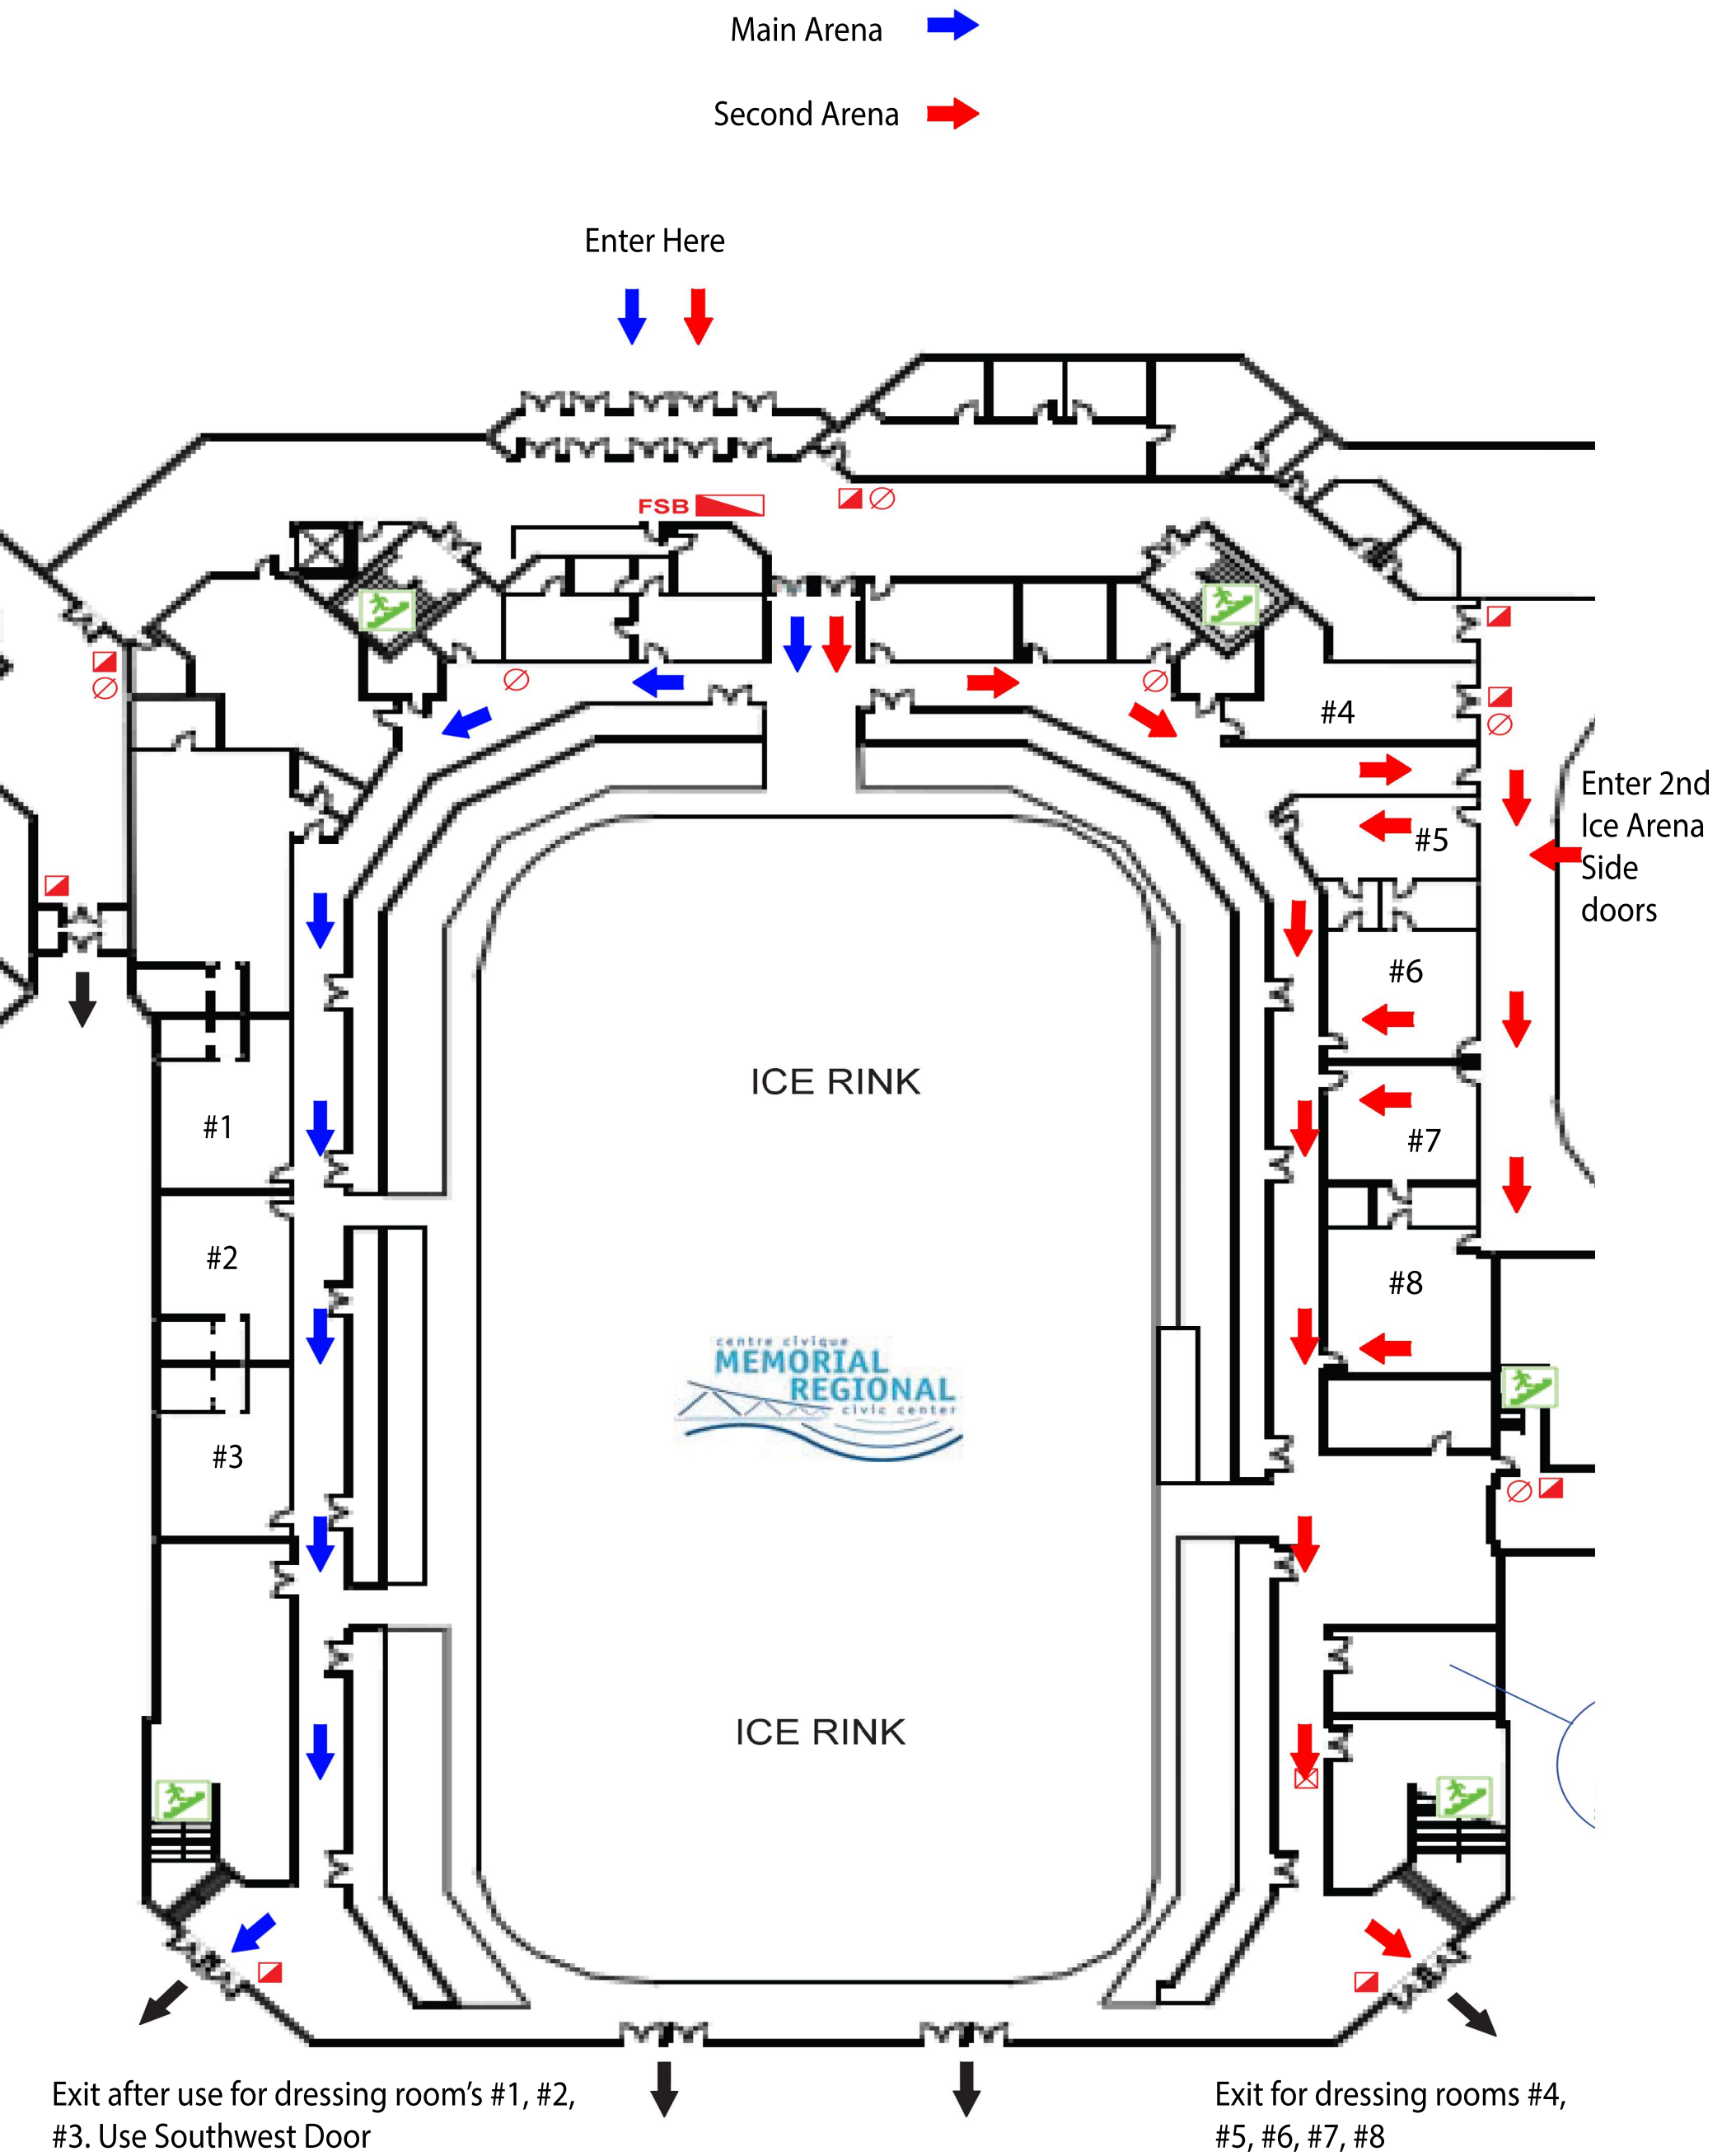 Main Arena
Second Arena
Enter Here
FSB
#4
Enter 2nd
Ice Arena
Side
doors
#5
#6
ICE RINK
#1
#7
#2
#8
centre civique
MEMORIAL
REGIONAL
civic center
#3
ICE RINK
Exit after use for dressing room's #1, #2,
#3. Use Southwest Door
Exit for dressing rooms #4,
#5, #6, #7, #8